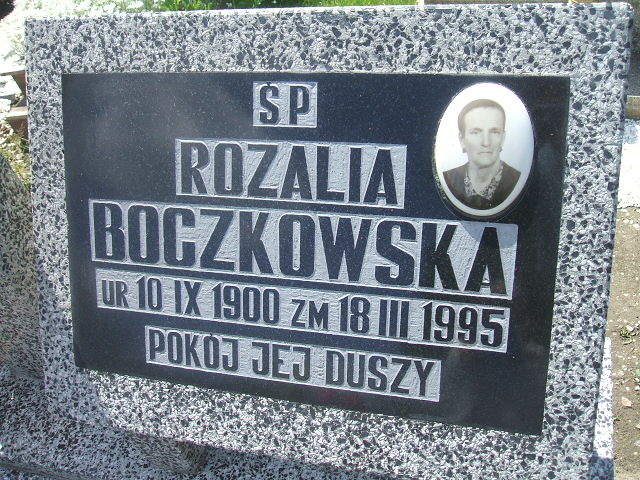 ŚP
ROZALIA
BOCZKOWSKA
UR 10 IX 1900 ZM 18 III 1995
POKÓJ JEJ DUSZY